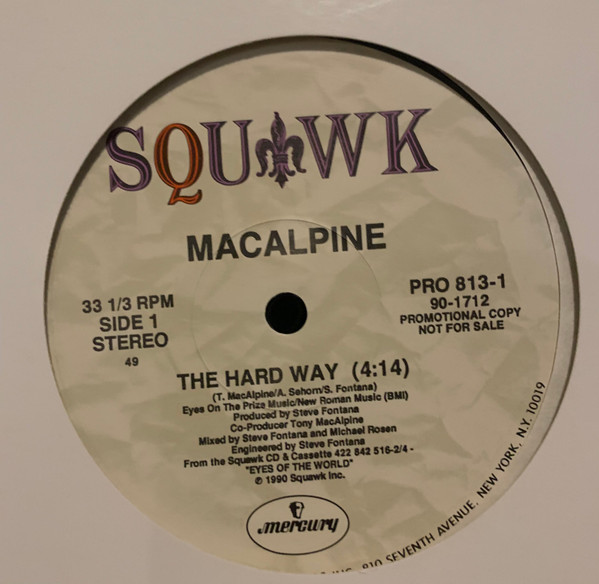 SQUAWK
MACALPINE
33 1/3 RPM
SIDE 1
STEREO
49
PRO 813-1
90-1712
PROMOTIONAL COPY
NOT FOR SALE
THE HARD WAY (4:14)
(T. MacAlpine/A. Sehorn/S. Fontana)
Eyes On The Prize Music/New Roman Music (BMI)
Produced by Steve Fontana
Co-Producer Tony MacAlpine
Mixed by Steve Fontana and Michael Rosen
Engineered by Steve Fontana
From the Squawk CD & Cassette 422 842 516-2/4 -
"EYES OF THE WORLD"
℗ 1990 Squawk Inc.
mercury
INC. 810 SEVENTH AVENUE, NEW YORK, N.Y. 10019